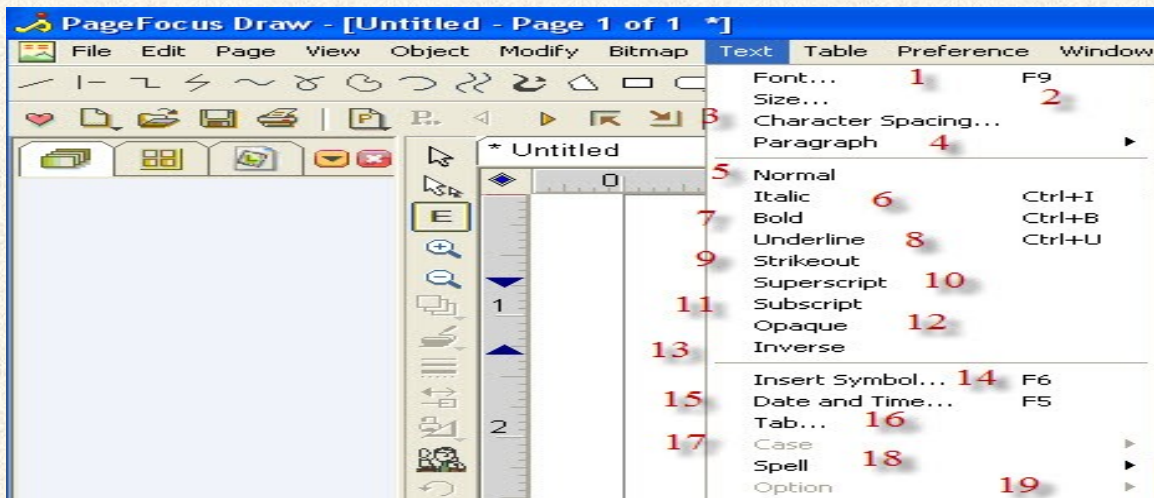 PageFocus Draw - [Untitled - Page 1 of 1 *]
File Edit Page View Object Modify Bitmap Text Table Preference Window
Font... 1 F9
Size... 2
3 Character Spacing...
Paragraph 4
5 Normal
Italic 6 Ctrl+I
7 Bold Ctrl+B
Underline 8 Ctrl+U
9 Strikeout
Superscript 10
11 Subscript
Opaque 12
13 Inverse
Insert Symbol... 14 F6
15 Date and Time... F5
Tab... 16
17 Case
Spell 18
Option 19
P..
* Untitled
0
E
1
2